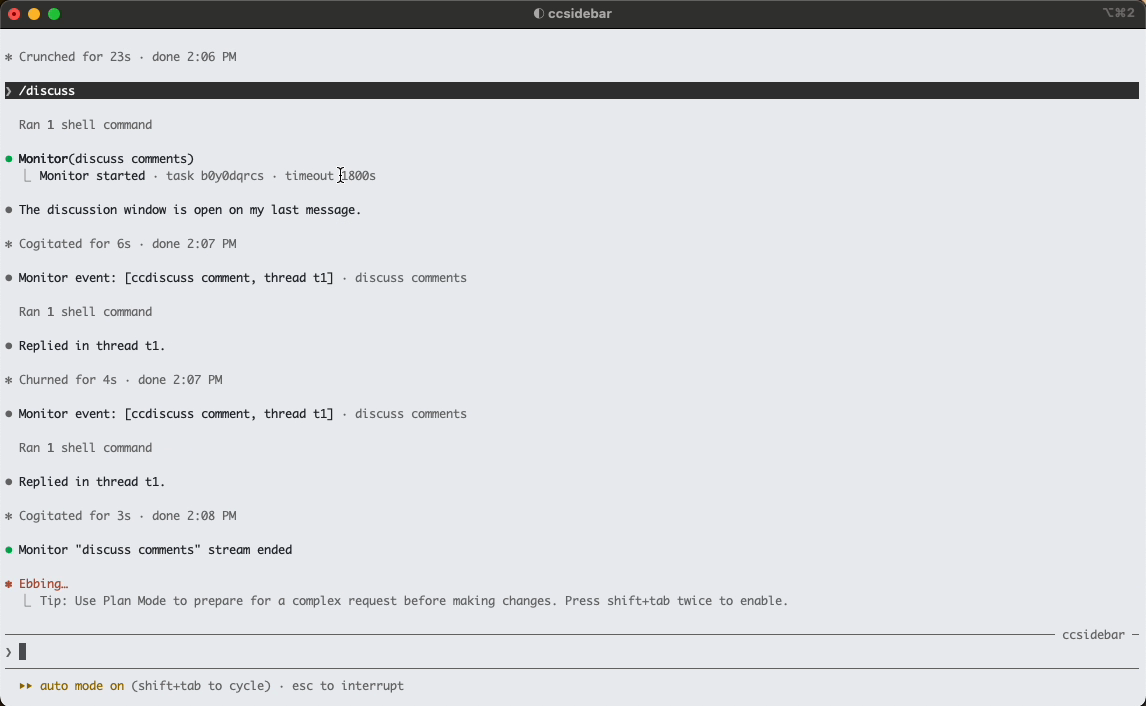 ◐ ccsidebar
⌥⌘2
✻ Crunched for 23s · done 2:06 PM
❯ /discuss
Ran 1 shell command
● Monitor(discuss comments)
⎿ Monitor started · task b0y0dqrcs · timeout 1800s
● The discussion window is open on my last message.
✻ Cogitated for 6s · done 2:07 PM
● Monitor event: [ccdiscuss comment, thread t1] · discuss comments
Ran 1 shell command
● Replied in thread t1.
✻ Churned for 4s · done 2:07 PM
● Monitor event: [ccdiscuss comment, thread t1] · discuss comments
Ran 1 shell command
● Replied in thread t1.
✻ Cogitated for 3s · done 2:08 PM
● Monitor "discuss comments" stream ended
✽ Ebbing…
⎿ Tip: Use Plan Mode to prepare for a complex request before making changes. Press shift+tab twice to enable.
ccsidebar
❯
⏵⏵ auto mode on (shift+tab to cycle) · esc to interrupt